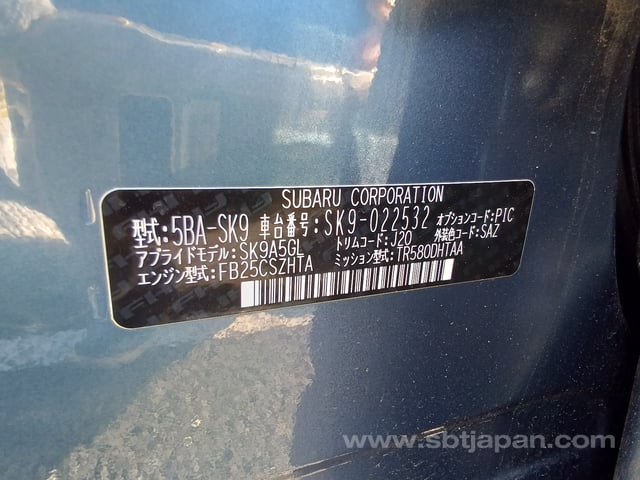 SUBARU CORPORATION
型式:5BA-SK9 車台番号:SK9-022532 オプションコード:PIC
アプライドモデル:SK9A5GL トリムコード:J20 外装色コード:SAZ
エンジン型式:FB25CSZHTA ミッション型式:TR580DHTAA
www.sbtjapan.com